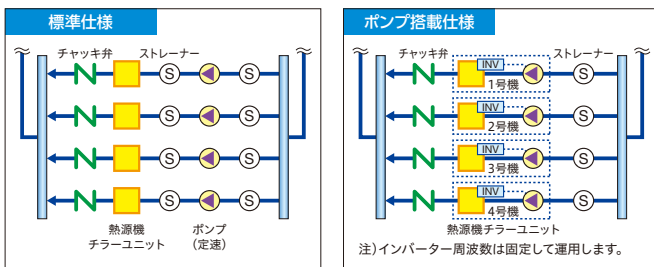 標準仕様
チャッキ弁 ストレーナー
S S
S S
S S
S S
熱源機
チラーユニット
ポンプ
(定速)
ポンプ搭載仕様
チャッキ弁 ストレーナー
INV
1号機
S
INV
2号機
S
INV
3号機
S
INV
4号機
S
熱源機チラーユニット
注)インバーター周波数は固定して運用します。